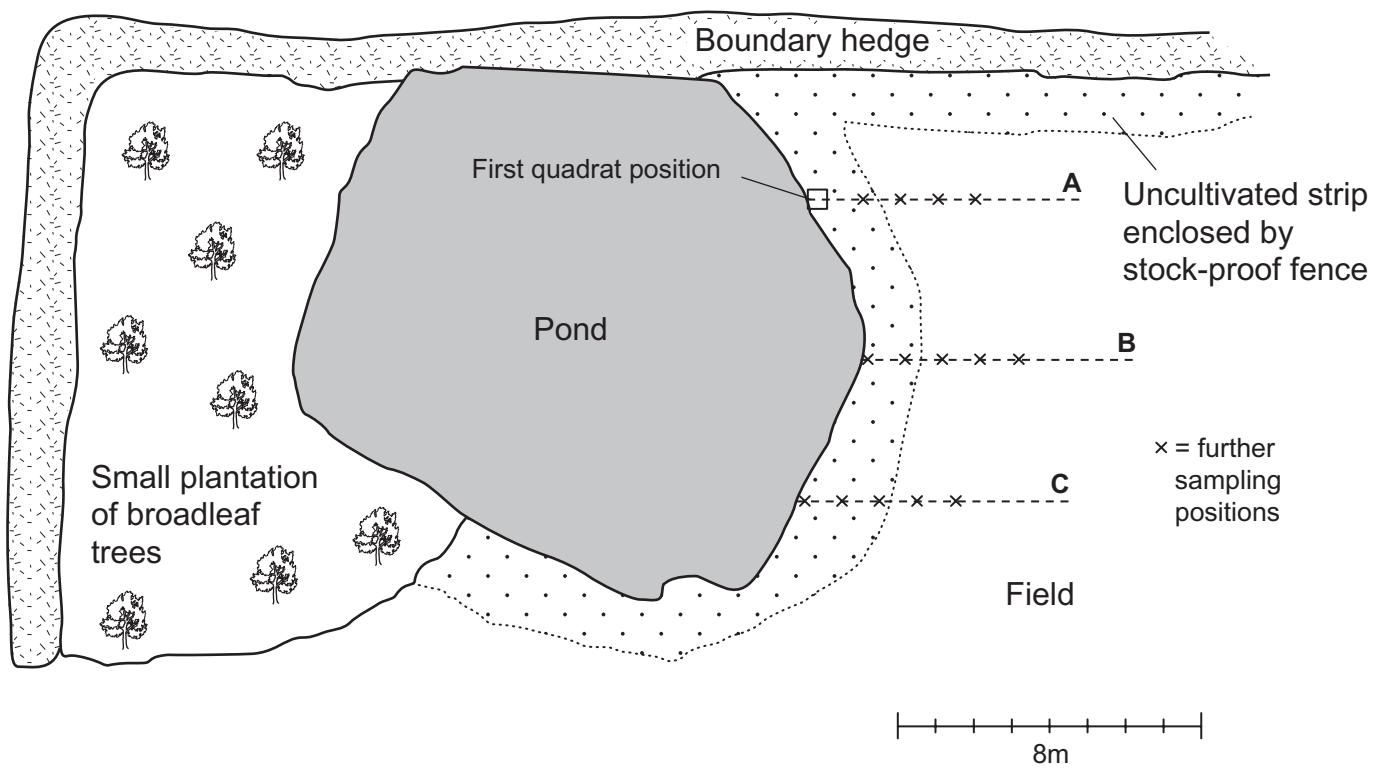 Boundary hedge
First quadrat position
A
Uncultivated strip
enclosed by
stock-proof fence
Pond
B
× = further
sampling
positions
Small plantation
of broadleaf
trees
C
Field
8m